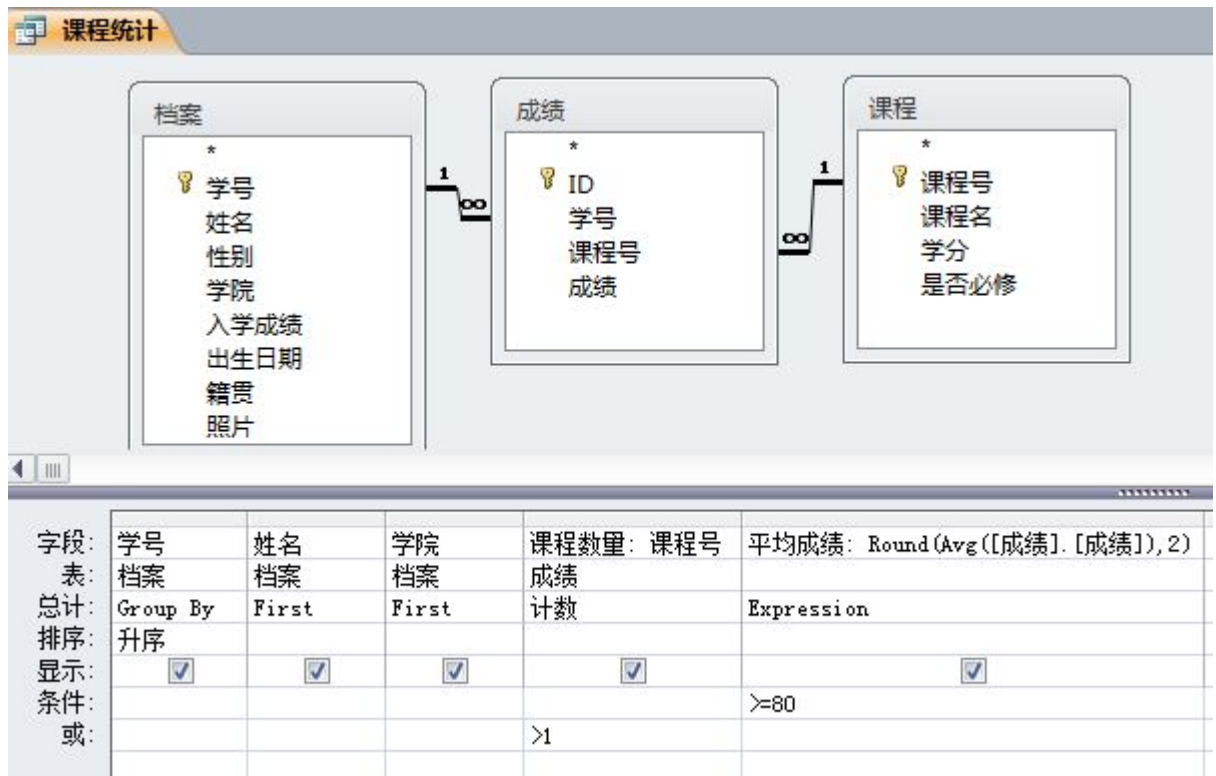 课程统计
档案
*
学号
姓名
性别
学院
入学成绩
出生日期
籍贯
照片
1
∞
成绩
*
ID
学号
课程号
成绩
∞
1
课程
*
课程号
课程名
学分
是否必修
字段: 学号 姓名 学院 课程数量: 课程号 平均成绩: Round(Avg([成绩].[成绩]),2)
表: 档案 档案 档案 成绩
总计: Group By First First 计数 Expression
排序: 升序
显示:
条件: >=80
或: >1